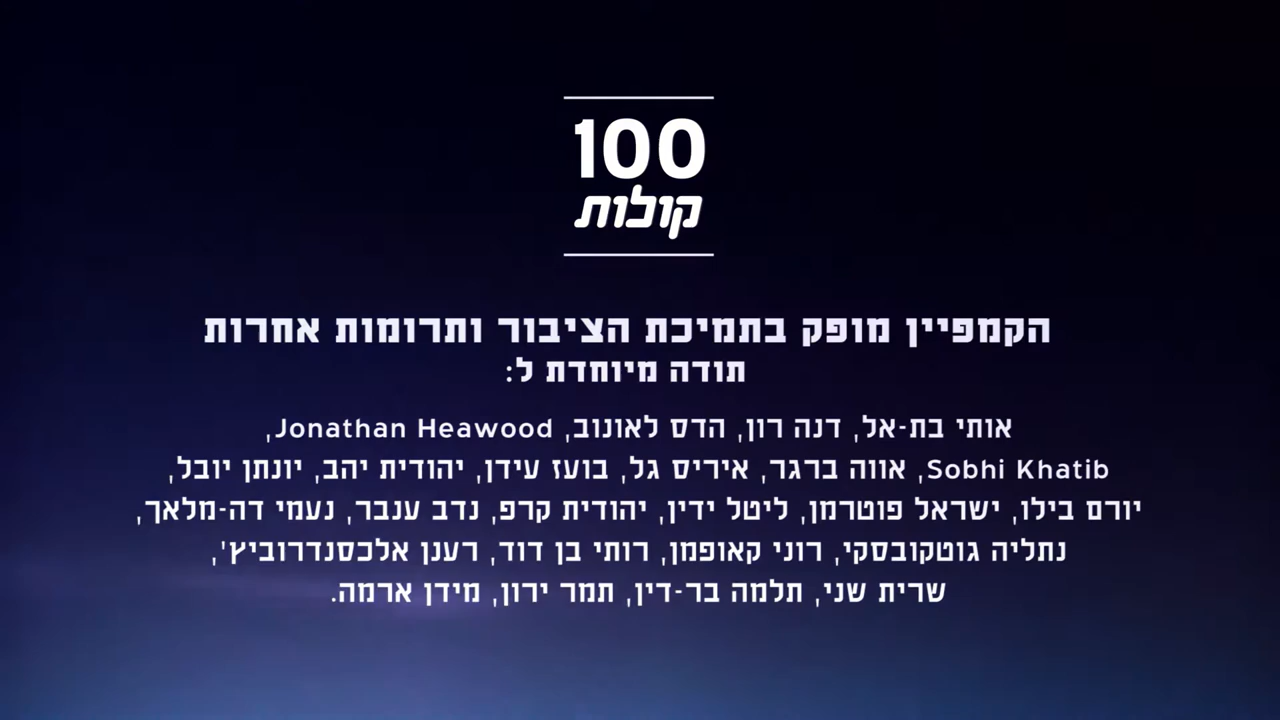 100
קולות
הקמפיין מופק בתמיכת הציבור ותרומות אחרות
תודה מיוחדת ל:
אותי בת-אל, דנה רון, הדס לאונוב, Jonathan Heawood,
Sobhi Khatib, אווה ברגר, איריס גל, בועז עידן, יהודית יהב, יונתן יובל,
יורם בילו, ישראל פוטרמן, ליטל ידין, יהודית קרפ, נדב ענבר, נעמי דה-מלאך,
נתליה גוטקובסקי, רוני קאופמן, רותי בן דוד, רענן אלכסנדרוביץ',
שרית שני, תלמה בר-דין, תמר ירון, מידן ארמה.